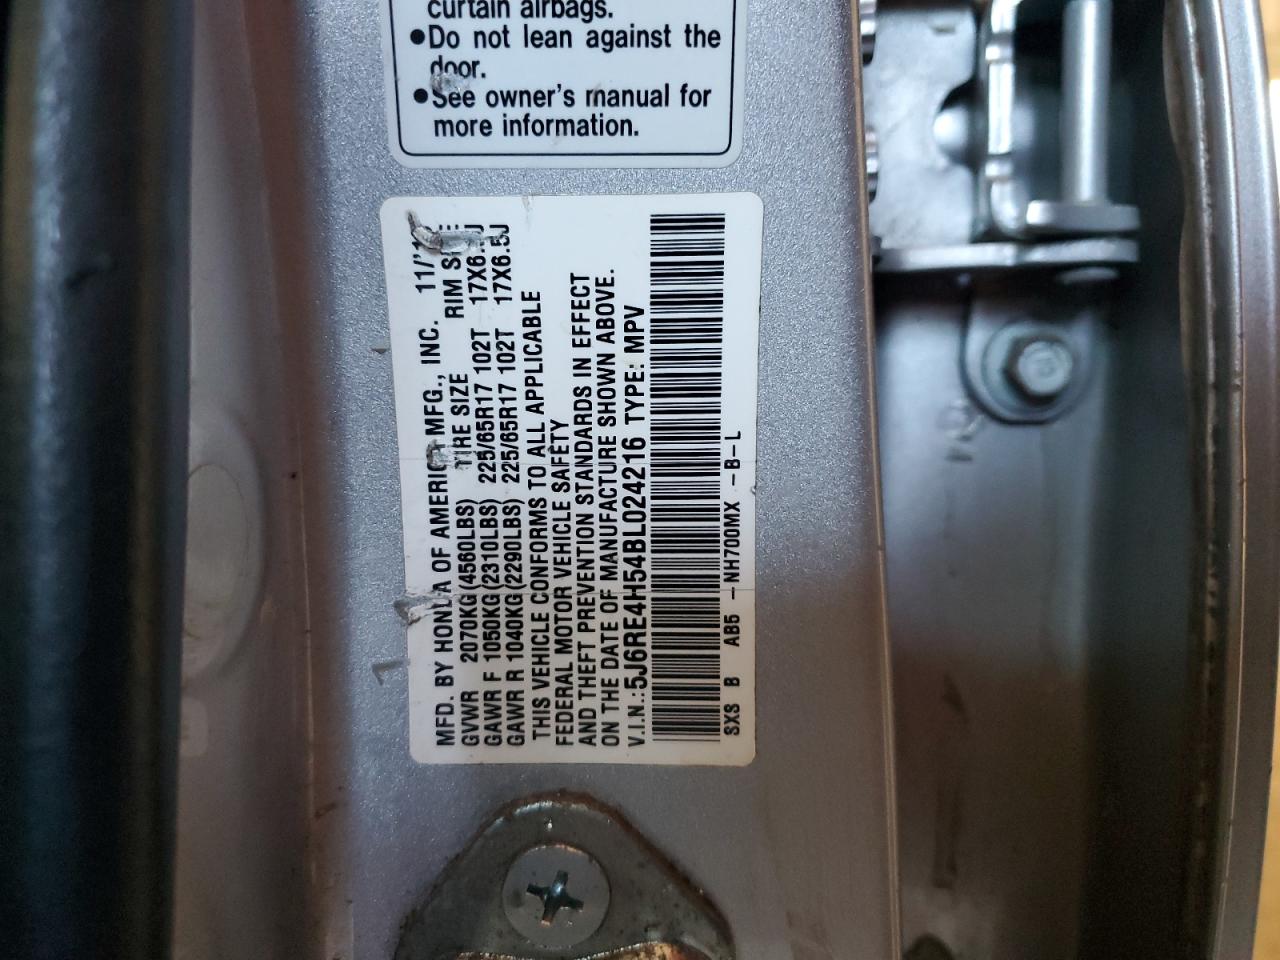 curtain airbags.
●Do not lean against the
door.
●See owner's manual for
more information.
MFD. BY HONDA OF AMERICA MFG., INC. 11/'1
GVWR 2070KG(4560LBS) TIRE SIZE RIM SIZE
GAWR F 1050KG(2310LBS) 225/65R17 102T 17X6.5J
GAWR R 1040KG(2290LBS) 225/65R17 102T 17X6.5J
THIS VEHICLE CONFORMS TO ALL APPLICABLE
FEDERAL MOTOR VEHICLE SAFETY
AND THEFT PREVENTION STANDARDS IN EFFECT
ON THE DATE OF MANUFACTURE SHOWN ABOVE.
V.I.N.:5J6RE4H54BL024216 TYPE: MPV
SXS B AB5 -NH700MX -B-L